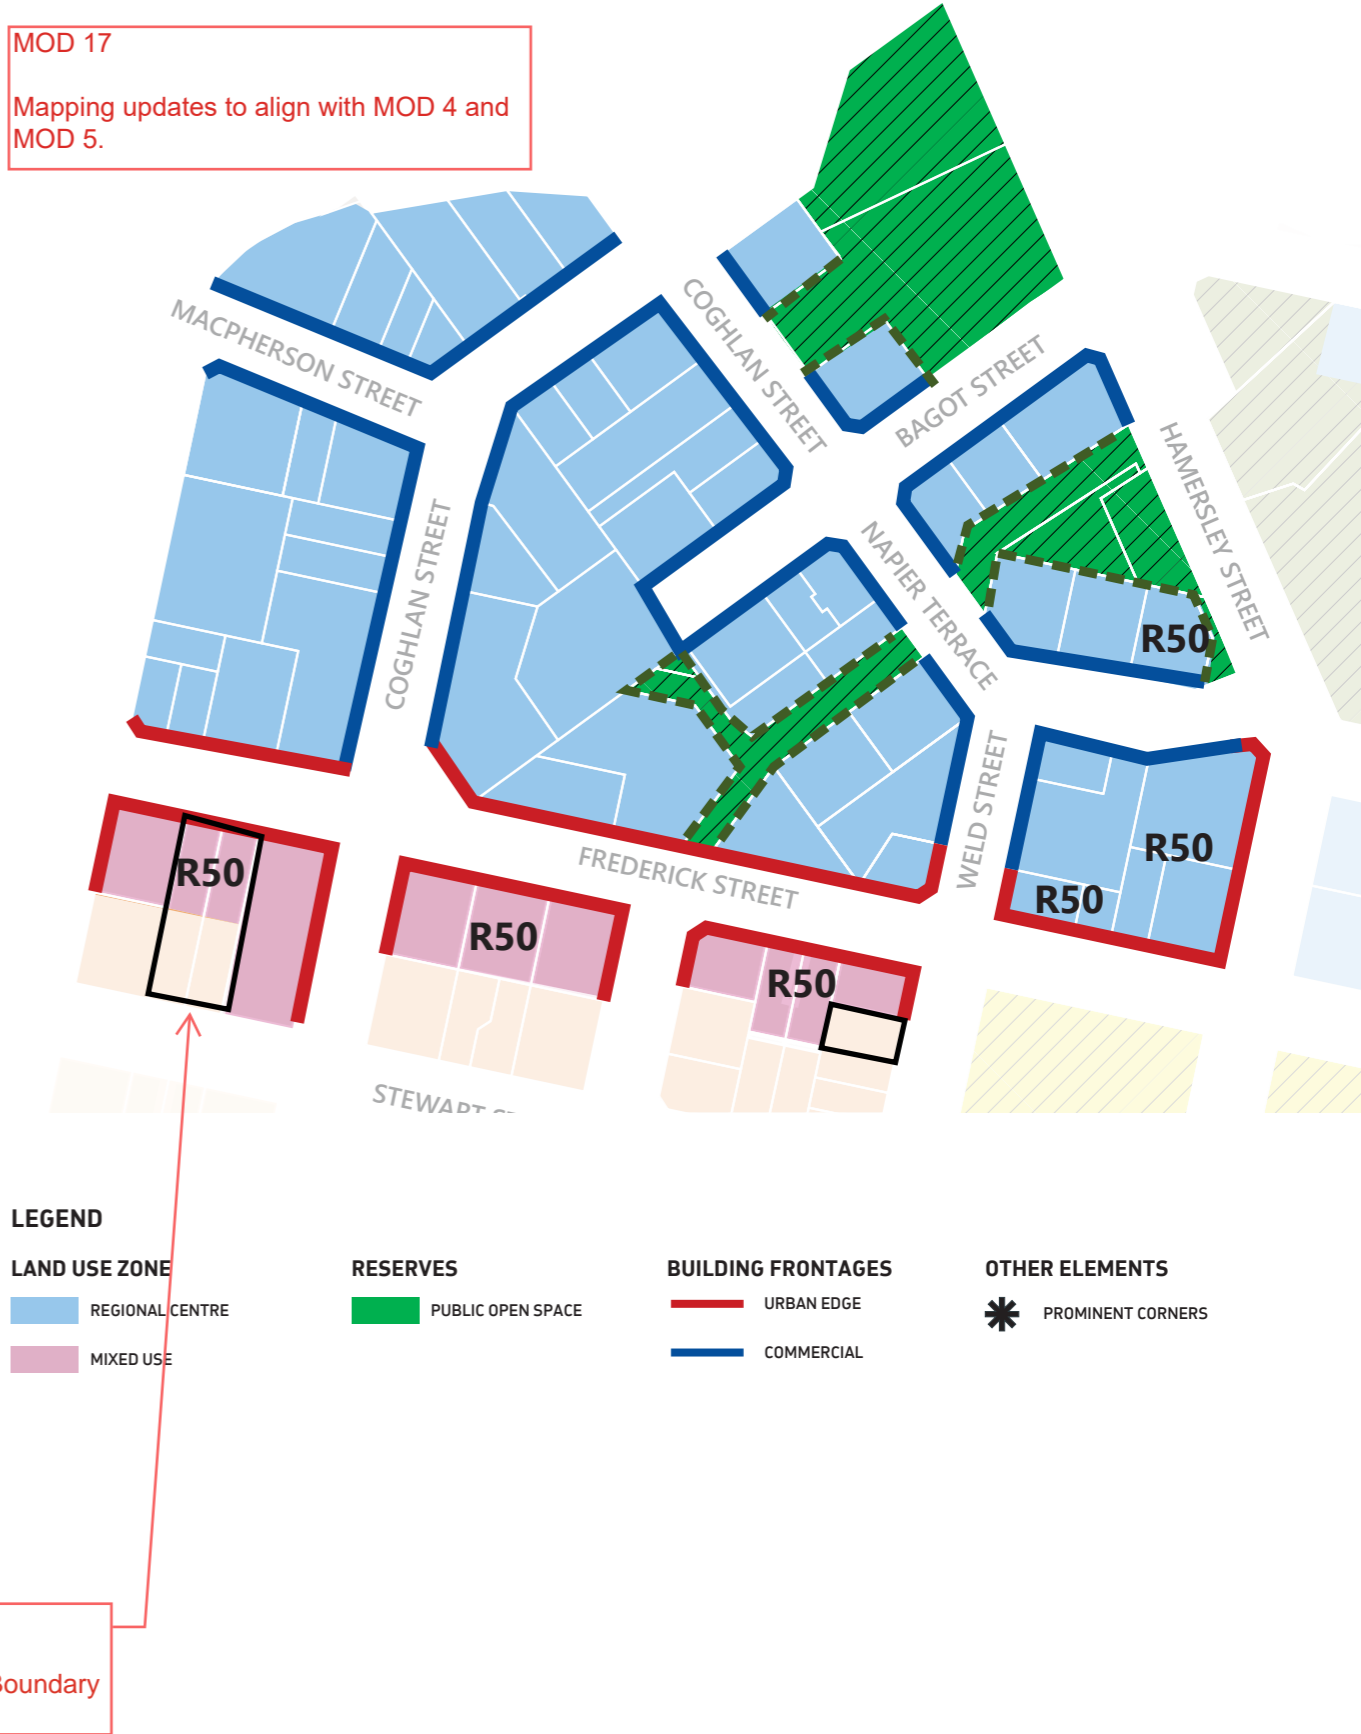 MOD 17
Mapping updates to align with MOD 4 and
MOD 5.
MACPHERSON STREET
COGHLAN STREET
BAGOT STREET
HAMERSLEY STREET
COGHLAN STREET
NAPIER TERRACE
R50
WELD STREET
R50
R50
FREDERICK STREET
R50
R50
R50
STEWART
LEGEND
LAND USE ZONE
REGIONAL CENTRE
MIXED USE
RESERVES
PUBLIC OPEN SPACE
BUILDING FRONTAGES
URBAN EDGE
COMMERCIAL
OTHER ELEMENTS
PROMINENT CORNERS
Boundary